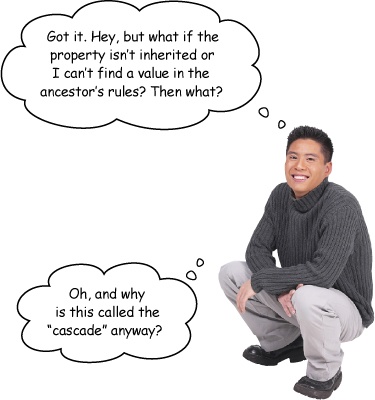 Got it. Hey, but what if the
property isn't inherited or
I can't find a value in the
ancestor's rules? Then what?
Oh, and why
is this called the
"cascade" anyway?